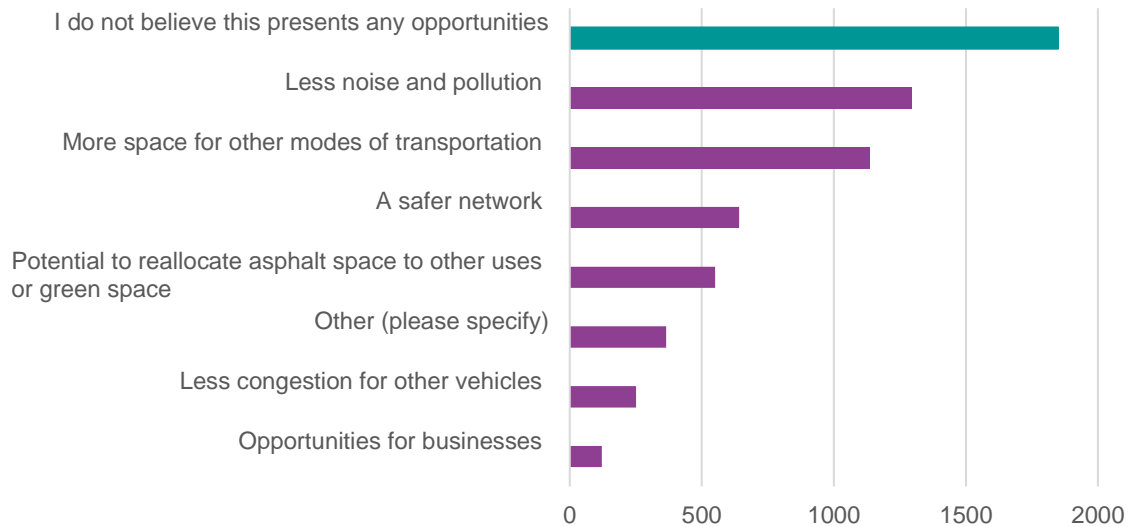 I do not believe this presents any opportunities
Less noise and pollution
More space for other modes of transportation
A safer network
Potential to reallocate asphalt space to other uses
or green space
Other (please specify)
Less congestion for other vehicles
Opportunities for businesses
0 500 1000 1500 2000